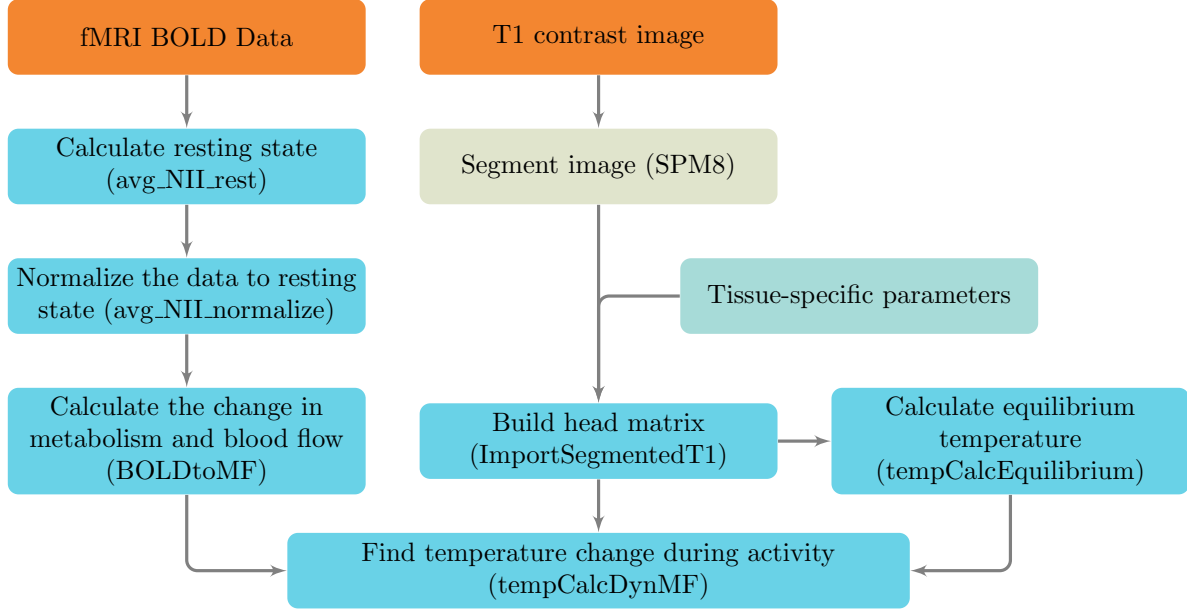 fMRI BOLD Data
T1 contrast image
Calculate resting state
(avg_NII_rest)
Segment image (SPM8)
Normalize the data to resting
state (avg_NII_normalize)
Tissue-specific parameters
Calculate the change in
metabolism and blood flow
(BOLDtoMF)
Build head matrix
(ImportSegmentedT1)
Calculate equilibrium
temperature
(tempCalcEquilibrium)
Find temperature change during activity
(tempCalcDynMF)